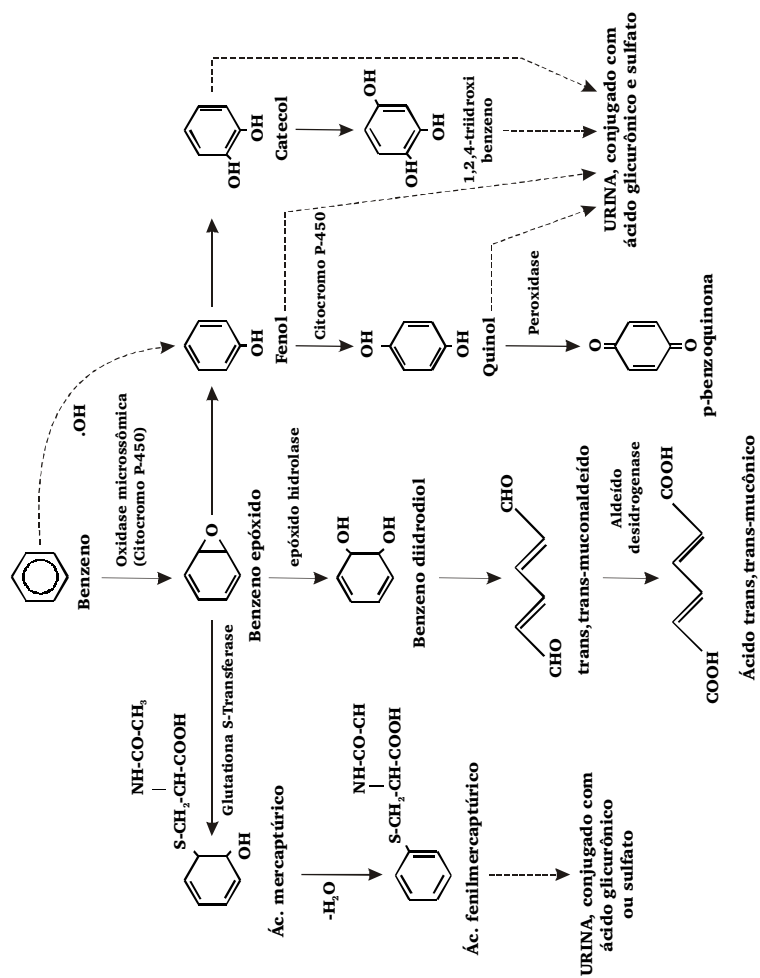 Benzeno
.OH
Oxidase microssômica
(Citocromo P-450)
NH-CO-CH₃
S-CH₂-CH-COOH
OH
Ác. mercaptúrico
Glutationa S-Transferase
O
Benzeno epóxido
OH
Fenol
OH
OH
Catecol
-H₂O
epóxido hidrolase
Citocromo P-450
NH-CO-CH
S-CH₂-CH-COOH
Ác. fenilmercaptúrico
OH
OH
Benzeno diidrodiol
OH
OH
Quinol
OH
OH
OH
1,2,4-triidroxi
benzeno
Peroxidase
CHO
CHO
trans,trans-muconaldeído
O
O
p-benzoquinona
URINA, conjugado com
ácido glicurônico
ou sulfato
URINA, conjugado com
ácido glicurônico e sulfato
Aldeído
desidrogenase
COOH
COOH
Ácido trans,trans-mucônico